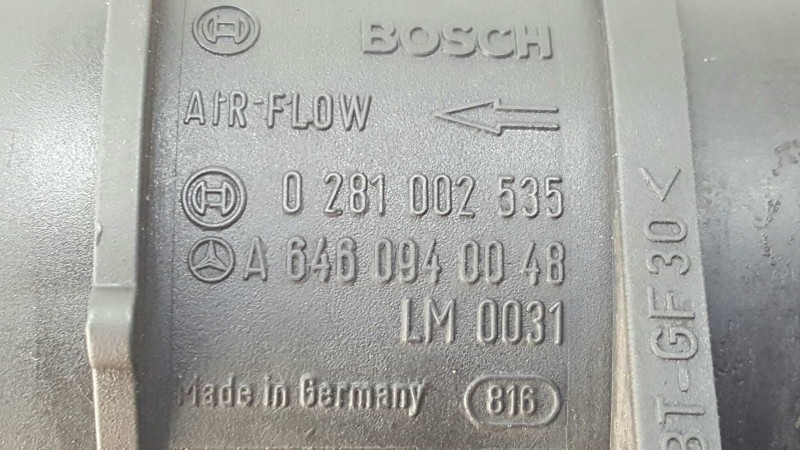 BOSCH
AIR-FLOW
0 281 002 535
A 646 094 00 48
LM 0031
Made in Germany 816
BT-GF30<